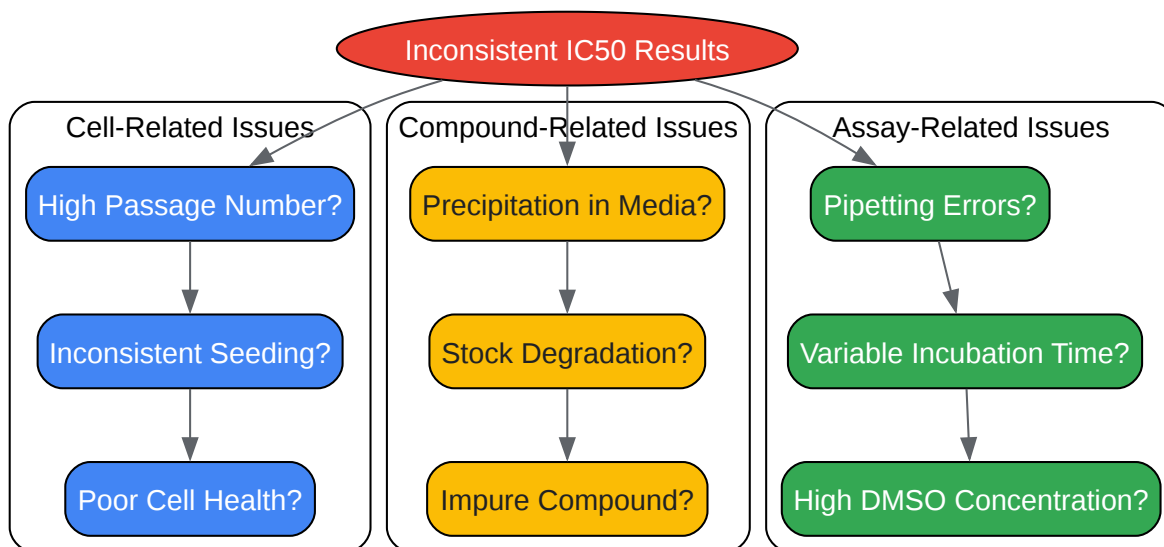 Inconsistent IC50 Results
Cell-Related Issues
High Passage Number?
Inconsistent Seeding?
Poor Cell Health?
Compound-Related Issues
Precipitation in Media?
Stock Degradation?
Impure Compound?
Assay-Related Issues
Pipetting Errors?
Variable Incubation Time?
High DMSO Concentration?